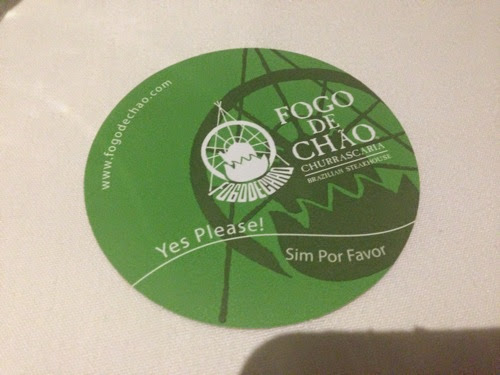 www.fogodechao.com
FOGO
DE
CHÃO
CHURRASCARIA
BRAZILIAN STEAKHOUSE
FOGODECHAO
Yes Please!
Sim Por Favor